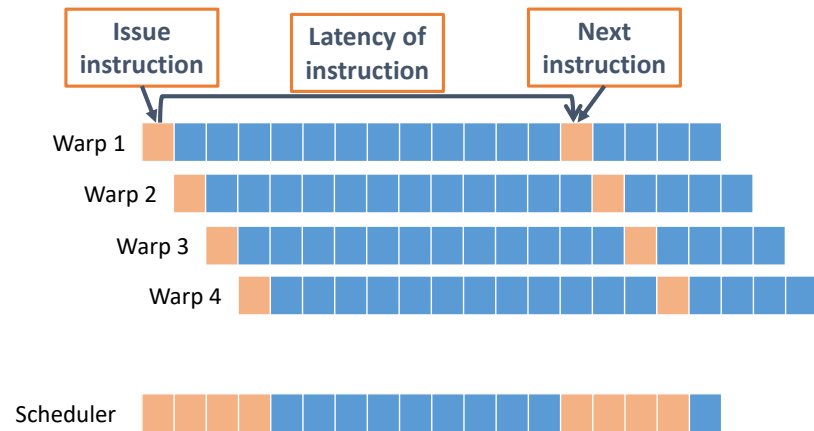 Issue
instruction
Latency of
instruction
Next
instruction
Warp 1
Warp 2
Warp 3
Warp 4
Scheduler